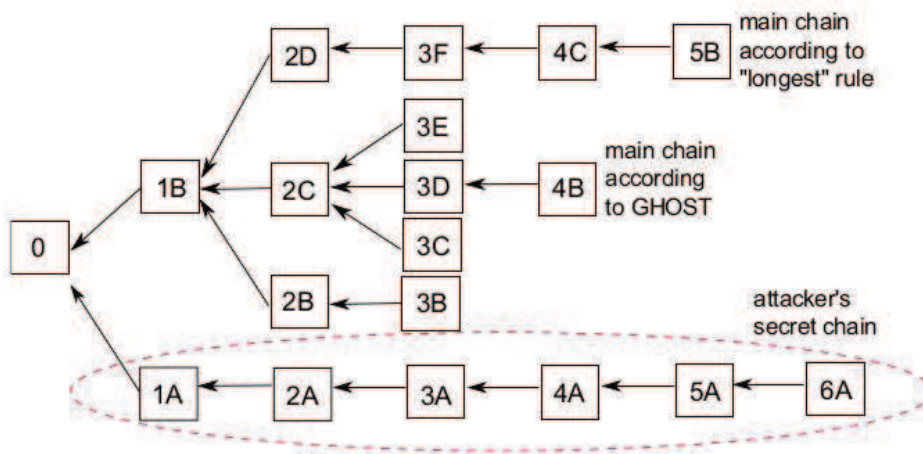 2D
3F
4C
5B
main chain
according to
"longest" rule
3E
1B
2C
3D
4B
main chain
according
to GHOST
3C
0
2B
3B
attacker's
secret chain
1A
2A
3A
4A
5A
6A